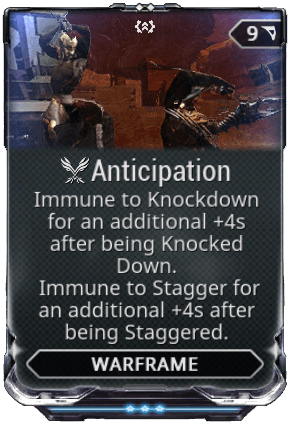 9
Anticipation
Immune to Knockdown
for an additional +4s
after being Knocked
Down.
Immune to Stagger for
an additional +4s after
being Staggered.
WARFRAME